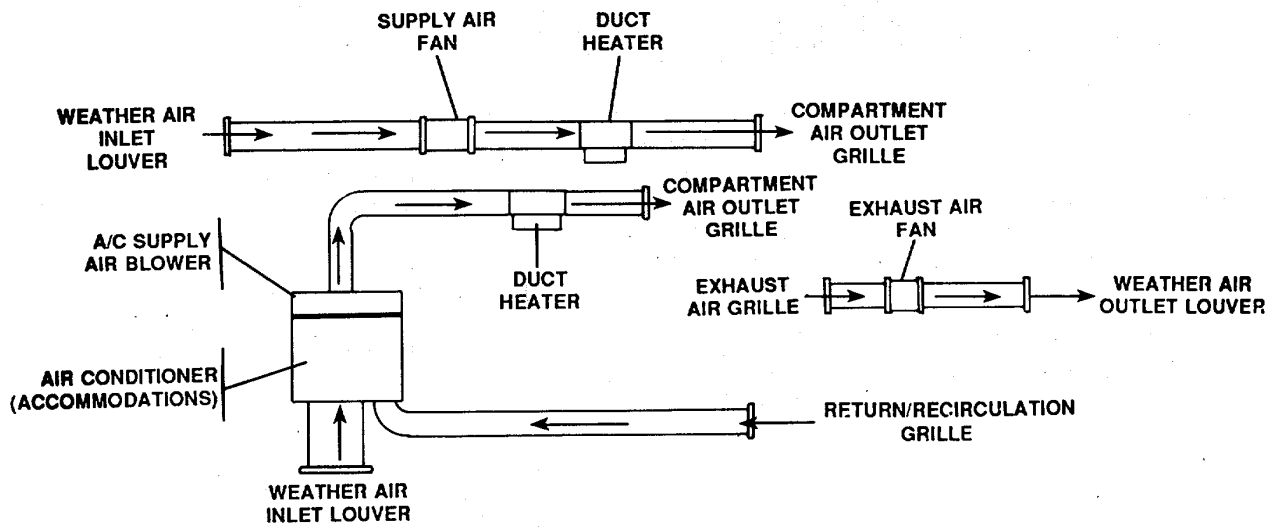 SUPPLY AIR
FAN
DUCT
HEATER
WEATHER AIR
INLET
LOUVER
COMPARTMENT
AIR OUTLET
GRILLE
COMPARTMENT
AIR OUTLET
GRILLE
A/C SUPPLY
AIR BLOWER
DUCT
HEATER
EXHAUST AIR
FAN
EXHAUST
AIR GRILLE
WEATHER AIR
OUTLET LOUVER
AIR CONDITIONER
(ACCOMMODATIONS)
RETURN/RECIRCULATION
GRILLE
WEATHER AIR
INLET LOUVER